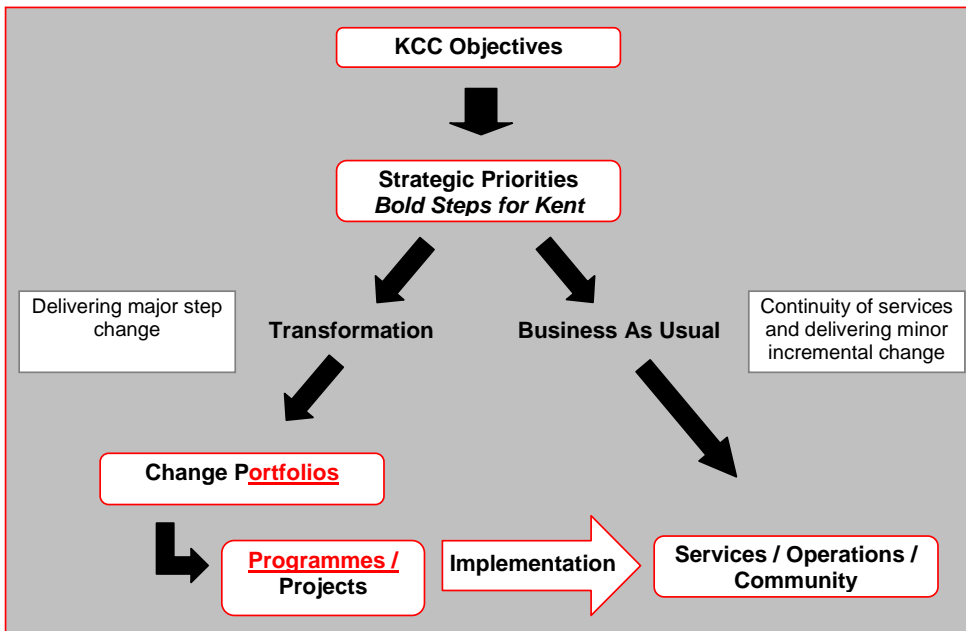 KCC Objectives
Strategic Priorities
Bold Steps for Kent
Delivering major step
change
Transformation
Business As Usual
Continuity of services
and delivering minor
incremental change
Change Portfolios
Programmes /
Projects
Implementation
Services / Operations /
Community